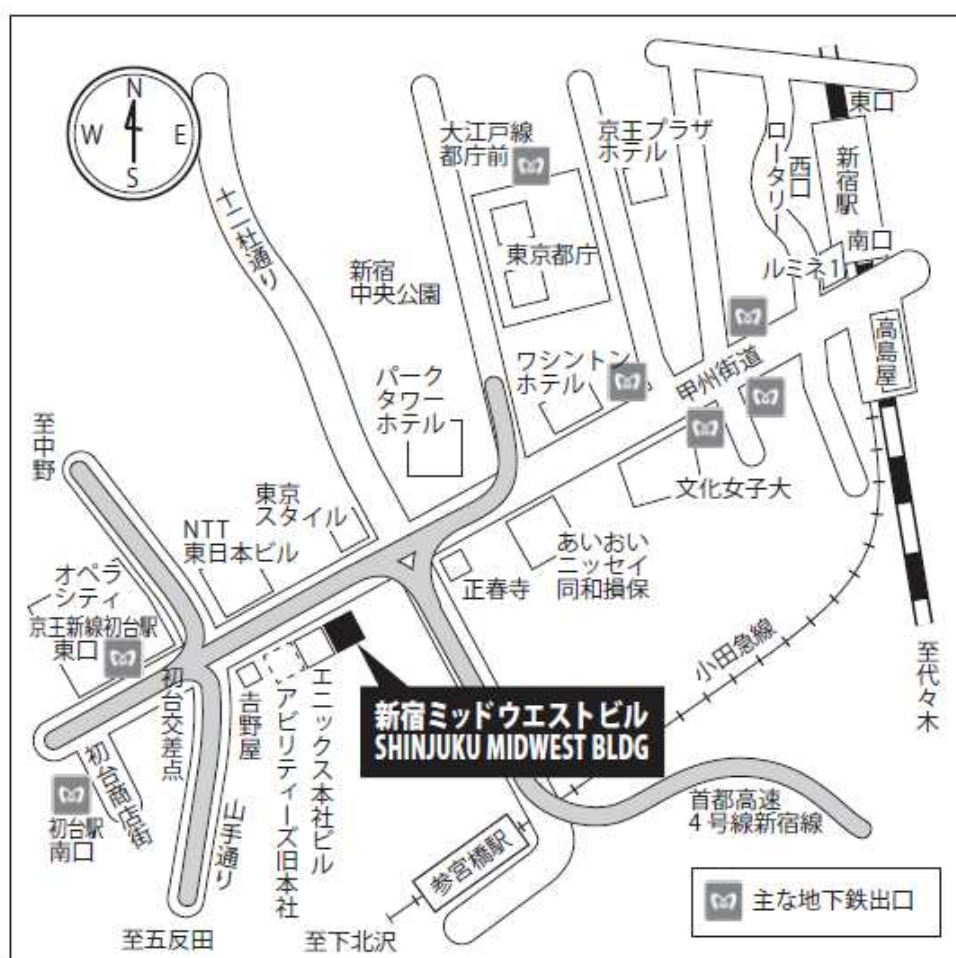 N
W
E
S
十二社通り
大江戸線
都庁前
京王プラザ
ホテル
ロータリー
西口
東口
新宿駅
南口
ルミネ1
東京都庁
新宿
中央公園
高島屋
甲州街道
ワシントン
ホテル
パーク
タワー
ホテル
文化女子大
至中野
東京
スタイル
NTT
東日本ビル
あいおい
ニッセイ
同和損保
正春寺
オペラ
シティ
京王新線初台駅
東口
小田急線
至代々木
初台交差点
𠮷野屋
アビリティーズ旧本社
エニックス本社ビル
新宿ミッドウエストビル
SHINJUKU MIDWEST BLDG
初台商店街
初台駅
南口
山手通り
首都高速
4号線新宿線
参宮橋駅
至五反田
至下北沢
主な地下鉄出口